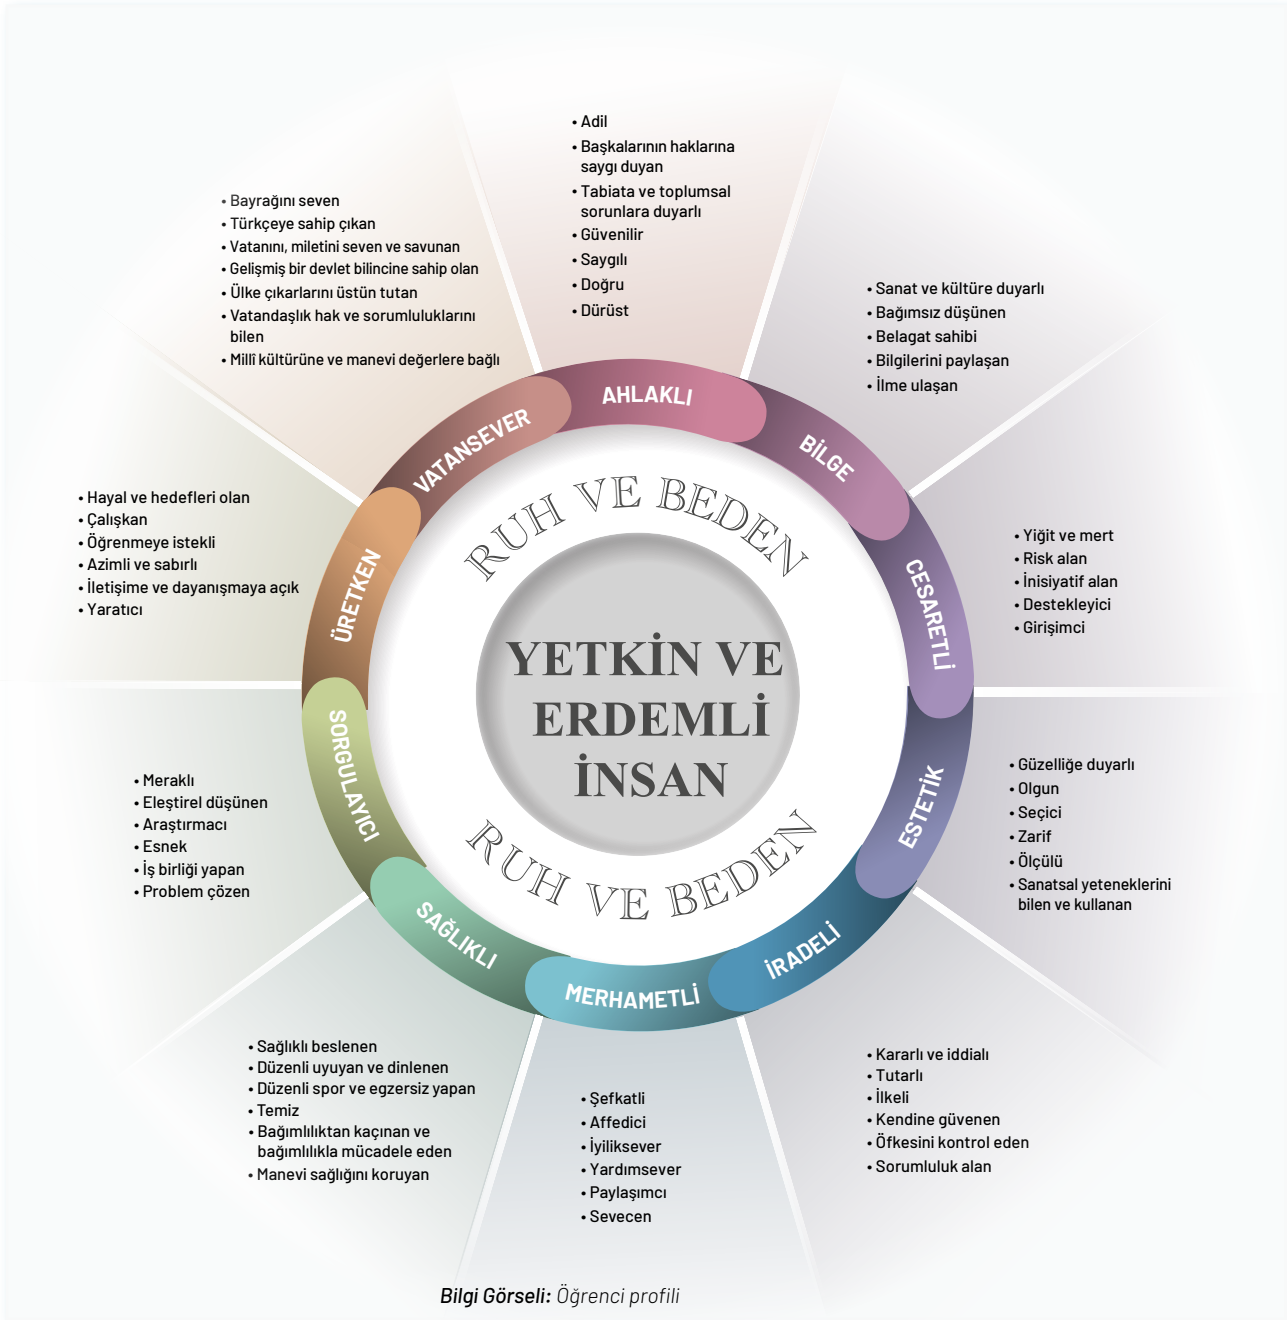 • Adil
• Başkalarının haklarına
saygı duyan
• Tabiata ve toplumsal
sorunlara duyarlı
• Güvenilir
• Saygılı
• Doğru
• Dürüst
• Bayrağını seven
• Türkçeye sahip çıkan
• Vatanını, miletini seven ve savunan
• Gelişmiş bir devlet bilincine sahip olan
• Ülke çıkarlarını üstün tutan
• Vatandaşlık hak ve sorumluluklarını
bilen
• Millî kültürüne ve manevi değerlere bağlı
• Sanat ve kültüre duyarlı
• Bağımsız düşünen
• Belagat sahibi
• Bilgilerini paylaşan
• İlme ulaşan
AHLAKLI
VATANSEVER
BİLGE
• Hayal ve hedefleri olan
• Çalışkan
• Öğrenmeye istekli
• Azimli ve sabırlı
• İletişime ve dayanışmaya açık
• Yaratıcı
ÜRETKEN
RUH VE BEDEN
CESARETLİ
• Yiğit ve mert
• Risk alan
• İnisiyatif alan
• Destekleyici
• Girişimci
YETKİN VE
ERDEMLİ
İNSAN
• Meraklı
• Eleştirel düşünen
• Araştırmacı
• Esnek
• İş birliği yapan
• Problem çözen
SORGULAYICI
RUH VE BEDEN
ESTETİK
• Güzelliğe duyarlı
• Olgun
• Seçici
• Zarif
• Ölçülü
• Sanatsal yeteneklerini
bilen ve kullanan
SAĞLIKLI
MERHAMETLİ
İRADELİ
• Sağlıklı beslenen
• Düzenli uyuyan ve dinlenen
• Düzenli spor ve egzersiz yapan
• Temiz
• Bağımlılıktan kaçınan ve
bağımlılıkla mücadele eden
• Manevi sağlığını koruyan
• Şefkatli
• Affedici
• İyiliksever
• Yardımsever
• Paylaşımcı
• Sevecen
• Kararlı ve iddialı
• Tutarlı
• İlkeli
• Kendine güvenen
• Öfkesini kontrol eden
• Sorumluluk alan
Bilgi Görseli: Öğrenci profili